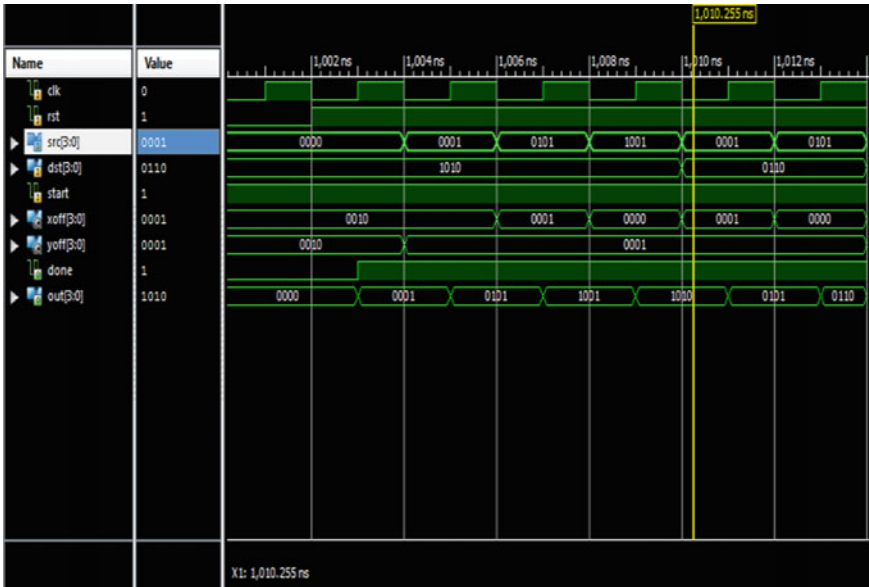 1,010.255 ns
Name Value
1,002 ns 1,004 ns 1,006 ns 1,008 ns 1,010 ns 1,012 ns
clk 0
rst 1
src[3:0] 0001 0000 0001 0101 1001 0001 0101
dst[3:0] 0110 1010 0110
start 1
xoff[3:0] 0001 0010 0001 0000 0001 0000
yoff[3:0] 0001 0010 0001
done 1
out[3:0] 1010 0000 0001 0101 1001 1010 0101 0110
X1: 1,010.255 ns